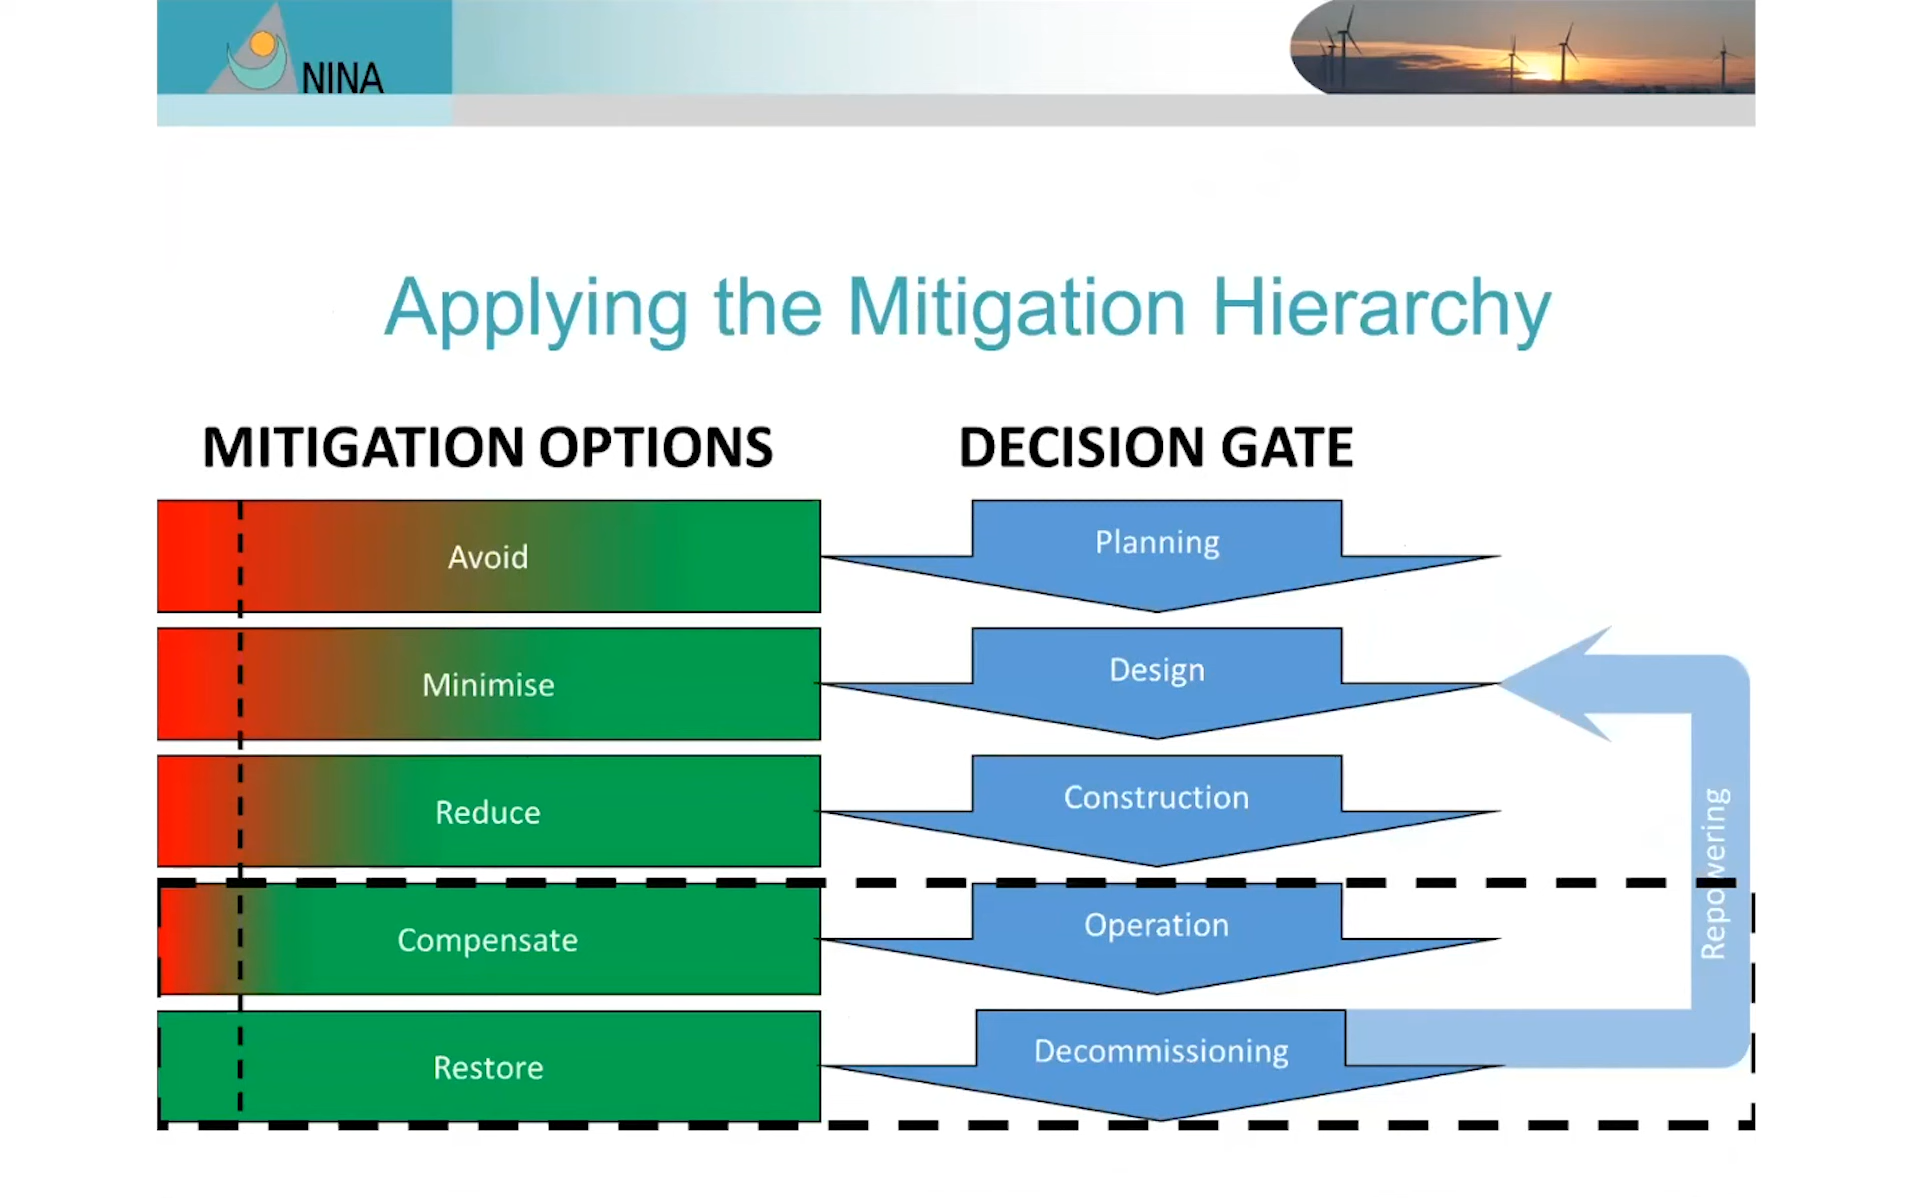 NINA
Applying the Mitigation Hierarchy
MITIGATION OPTIONS
DECISION GATE
Avoid
Planning
Minimise
Design
Reduce
Construction
Compensate
Operation
Restore
Decommissioning
Repowering